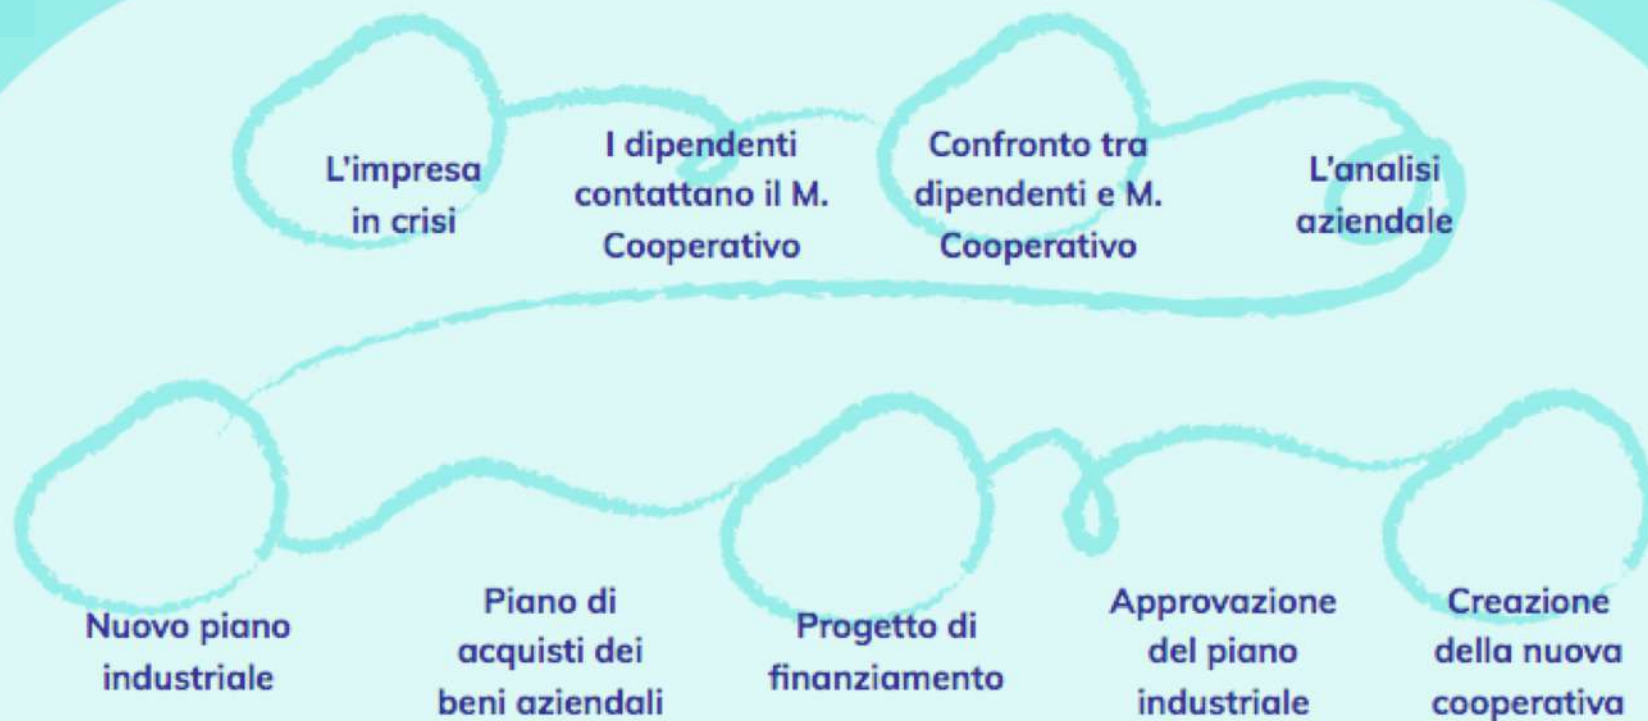 L'impresa
in crisi
I dipendenti
contattano il M.
Cooperativo
Confronto tra
dipendenti e M.
Cooperativo
L'analisi
aziendale
Nuovo piano
industriale
Piano di
acquisti dei
beni aziendali
Progetto di
finanziamento
Approvazione
del piano
industriale
Creazione
della nuova
cooperativa